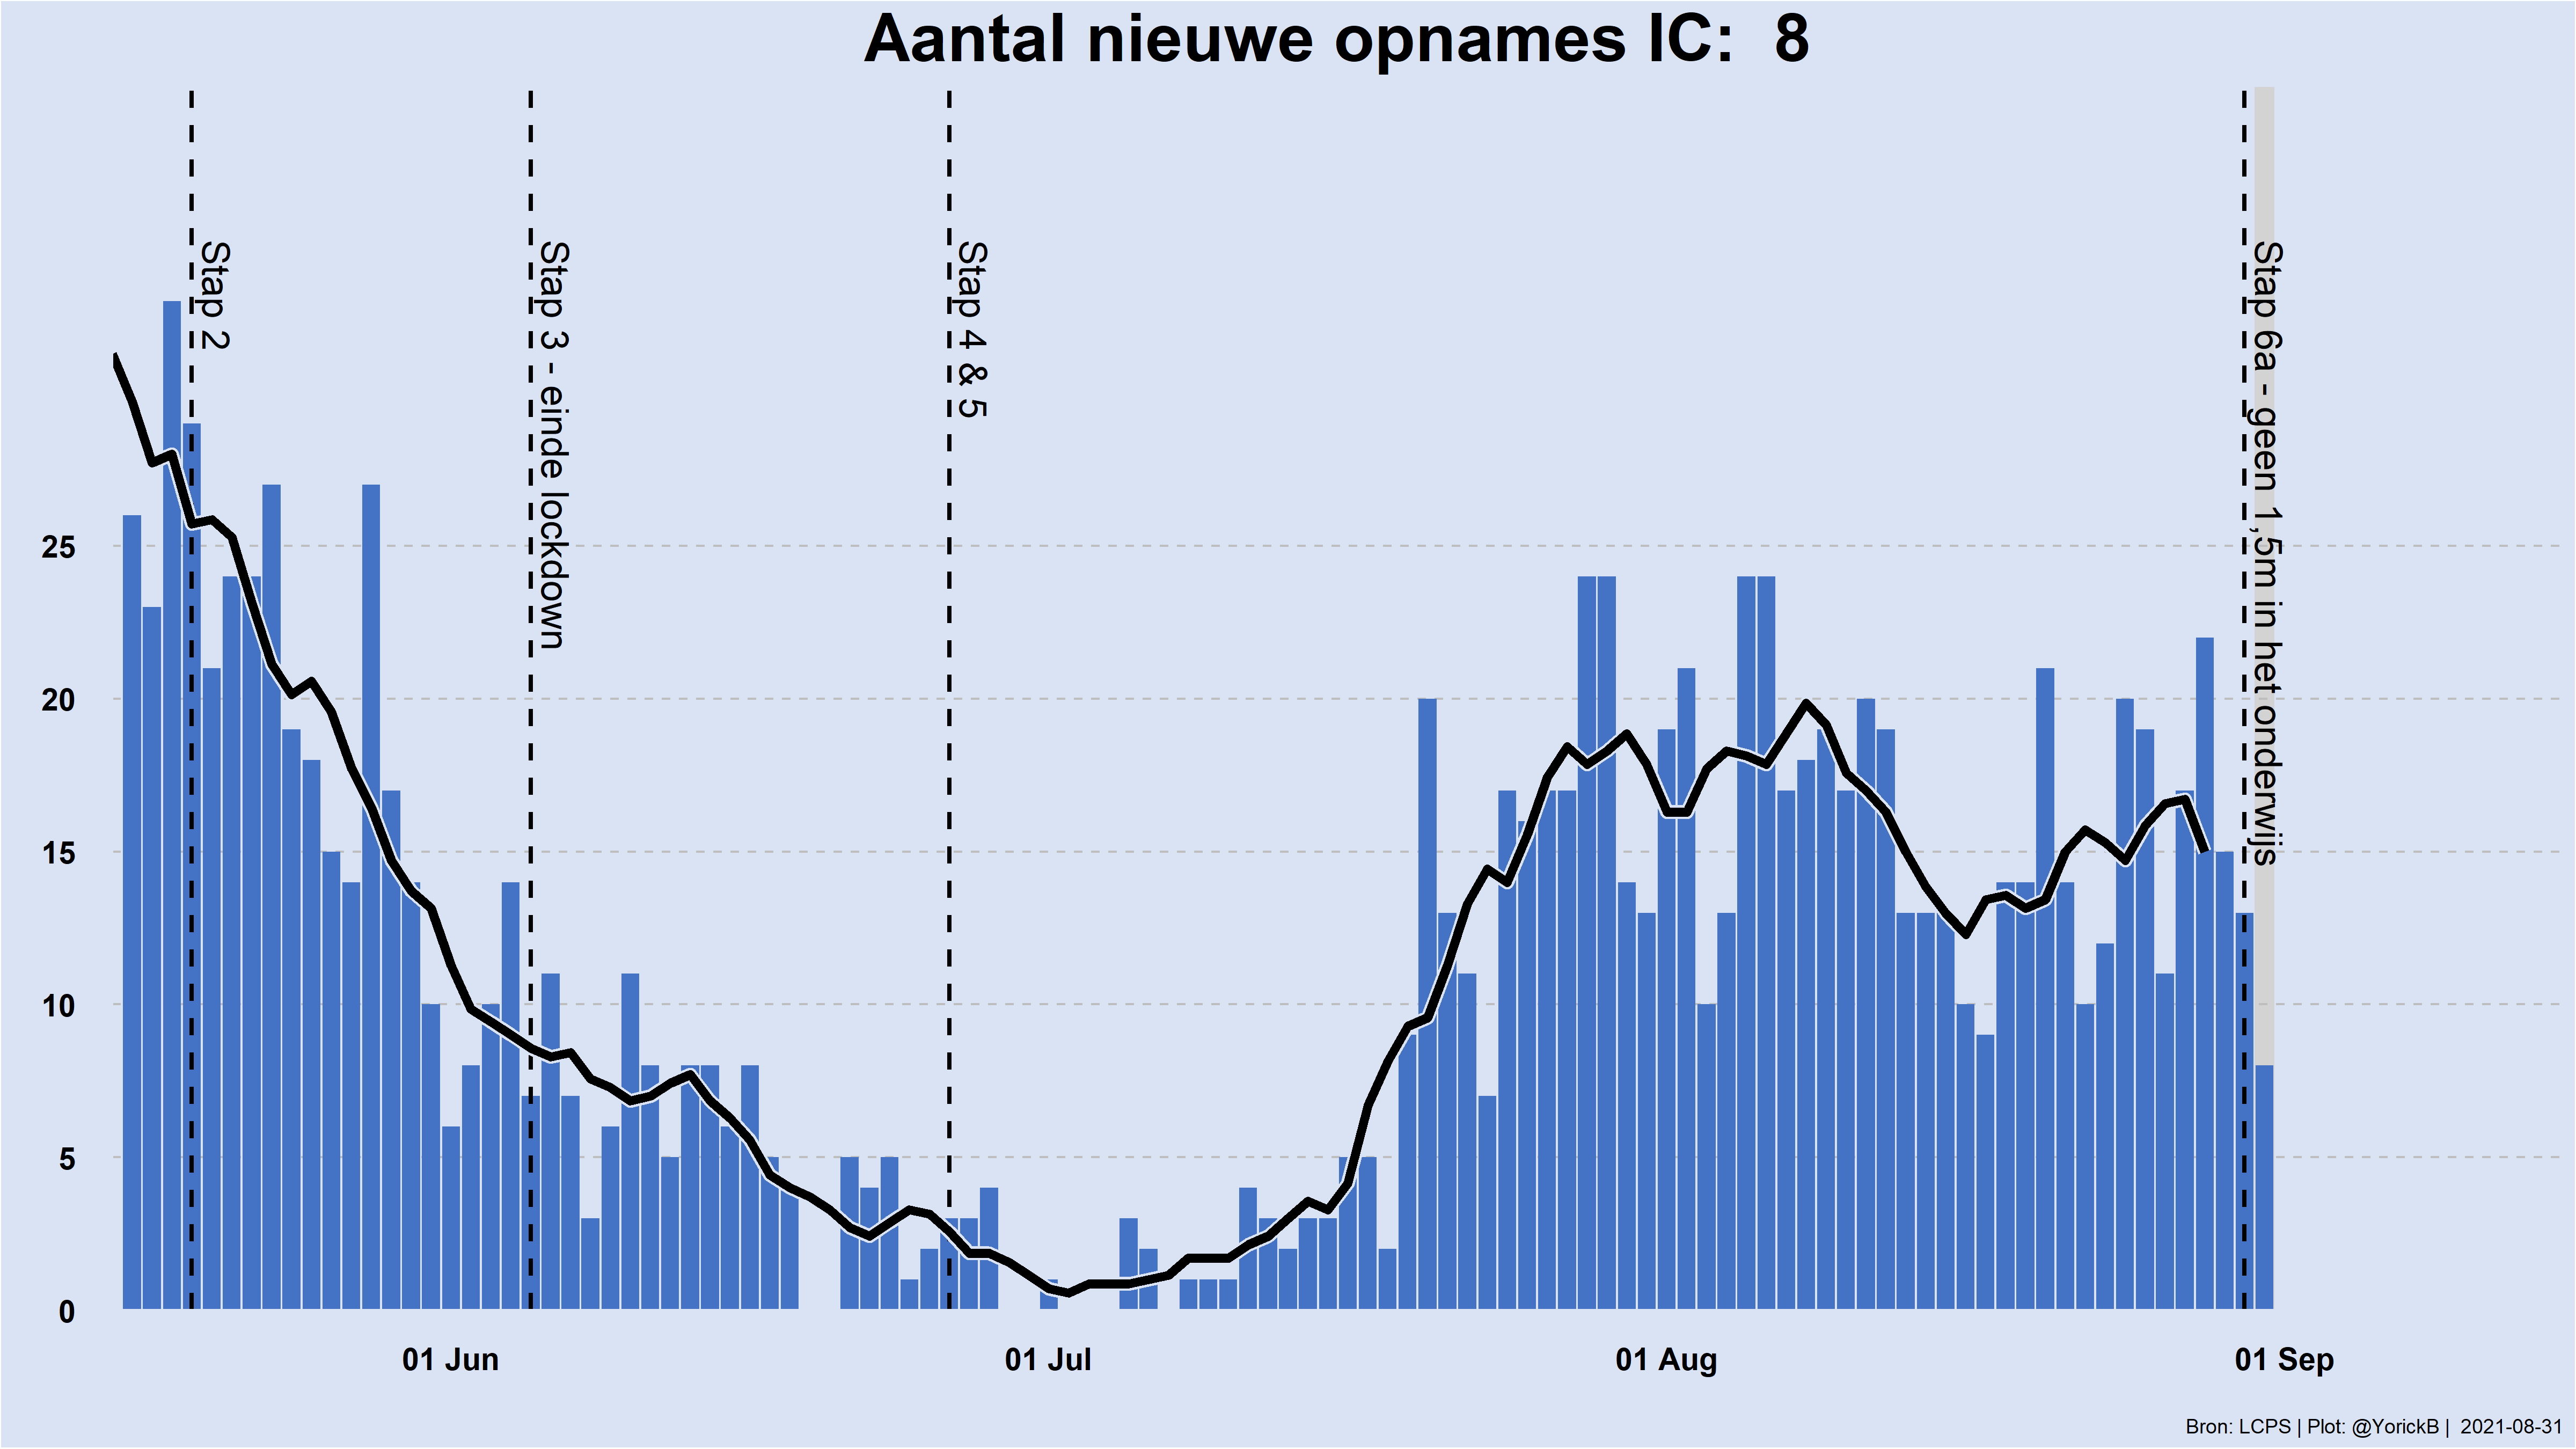 Aantal nieuwe opnames IC:  8
Stap 2
Stap 3 - einde lockdown
Stap 4 & 5
Stap 6a - geen 1,5m in het onderwijs
25
20
15
10
5
0
01 Jun
01 Jul
01 Aug
01 Sep
Bron: LCPS | Plot: @YorickB |  2021-08-31